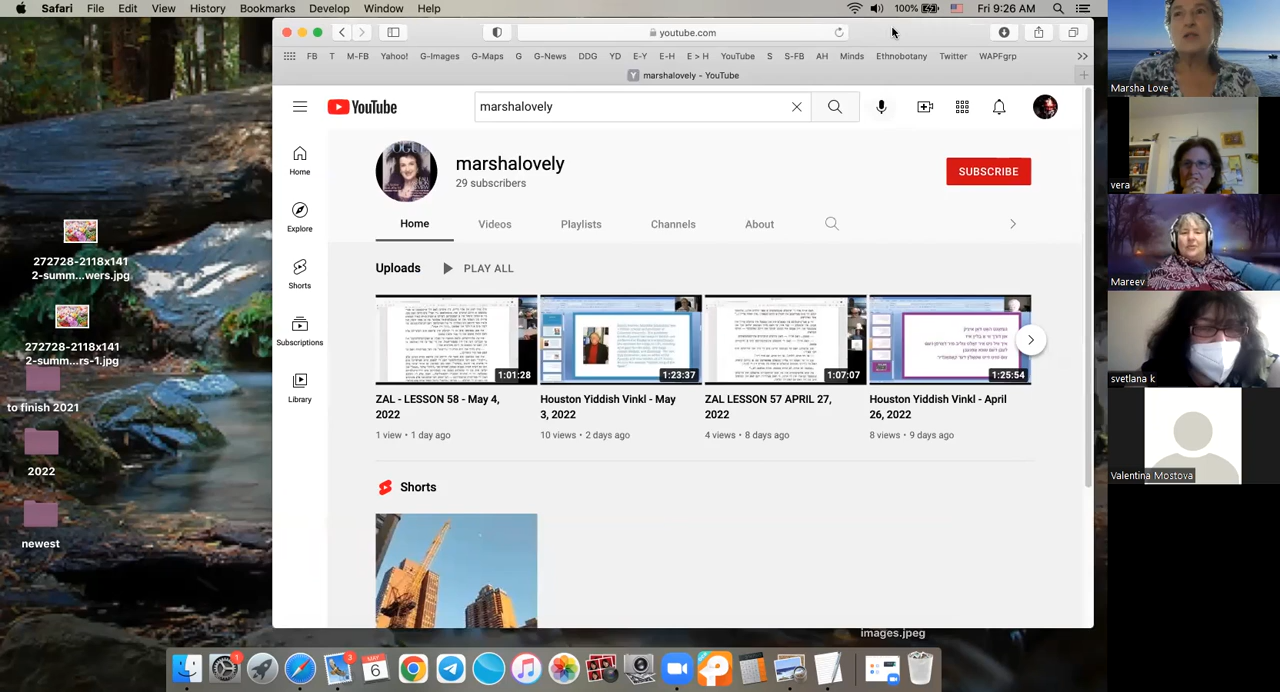 Safari File Edit View History Bookmarks Develop Window Help
100% Fri 9:26 AM
youtube.com
FB T M-FB Yahoo! G-Images G-Maps G G-News DDG YD E-Y E-H E > H YouTube S S-FB AH Minds Ethnobotany Twitter WAPFgrp
marshalovely - YouTube
YouTube
marshalovely
Home
Explore
Shorts
Subscriptions
Library
VOGUE
marshalovely
29 subscribers
SUBSCRIBE
Home Videos Playlists Channels About
Uploads PLAY ALL
1:01:28
ZAL - LESSON 58 - May 4,
2022
1 view • 1 day ago
1:23:37
Houston Yiddish Vinkl - May
3, 2022
10 views • 2 days ago
1:07:07
ZAL LESSON 57 APRIL 27,
2022
4 views • 8 days ago
1:25:54
Houston Yiddish Vinkl - April
26, 2022
8 views • 9 days ago
Shorts
272728-2118x141
2-summ...wers.jpg
272728-2118x141
2-summ...rs-1.jpg
to finish 2021
2022
newest
images.jpeg
1
3
MAY
6
Marsha Love
vera
Mareev
svetlana k
Valentina Mostova